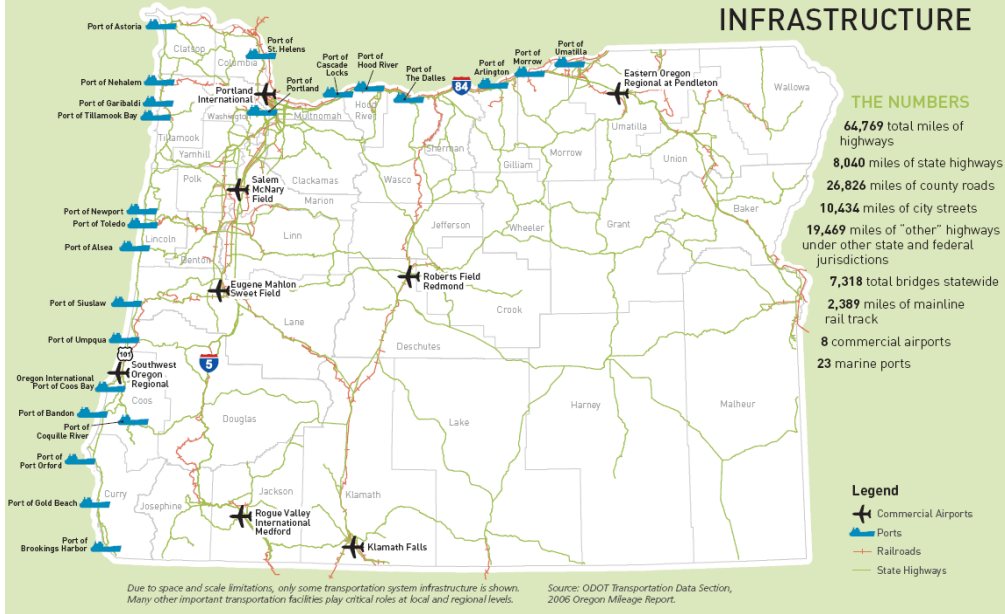 INFRASTRUCTURE
Port of Astoria
Clatsop
Columbia
Port of
St. Helens
Port of
Cascade
Locks
Port of
Hood River
Port of
The Dalles
84
Port of
Arlington
Port of
Morrow
Port of
Umatilla
Eastern Oregon
Regional at Pendleton
Wallowa
Port of Nehalem
Portland
International
Port of
Portland
Port of Garibaldi
Port of Tillamook Bay
Washington
Multnomah
Hood
River
Tillamook
Yamhill
Sherman
Gilliam
Morrow
Umatilla
Union
Polk
Salem
McNary
Field
Clackamas
Marion
Wasco
Port of Newport
Port of Toledo
Port of Alsea
Lincoln
Benton
Linn
Jefferson
Wheeler
Grant
Baker
Port of Siuslaw
Eugene Mahlon
Sweet Field
Roberts Field
Redmond
Crook
Lane
Deschutes
Port of Umpqua
101
5
Southwest
Oregon
Regional
Oregon International
Port of Coos Bay
Coos
Port of Bandon
Port of
Coquille River
Douglas
Lake
Harney
Malheur
Port of
Port Orford
Port of Gold Beach
Curry
Josephine
Jackson
Klamath
Rogue Valley
International
Medford
Port of
Brookings Harbor
Klamath Falls
THE NUMBERS
64,769 total miles of
highways
8,040 miles of state highways
26,826 miles of county roads
10,434 miles of city streets
19,469 miles of "other" highways
under other state and federal
jurisdictions
7,318 total bridges statewide
2,389 miles of mainline
rail track
8 commercial airports
23 marine ports
Legend
Commercial Airports
Ports
Railroads
State Highways
Due to space and scale limitations, only some transportation system infrastructure is shown.
Many other important transportation facilities play critical roles at local and regional levels.
Source: ODOT Transportation Data Section,
2006 Oregon Mileage Report.